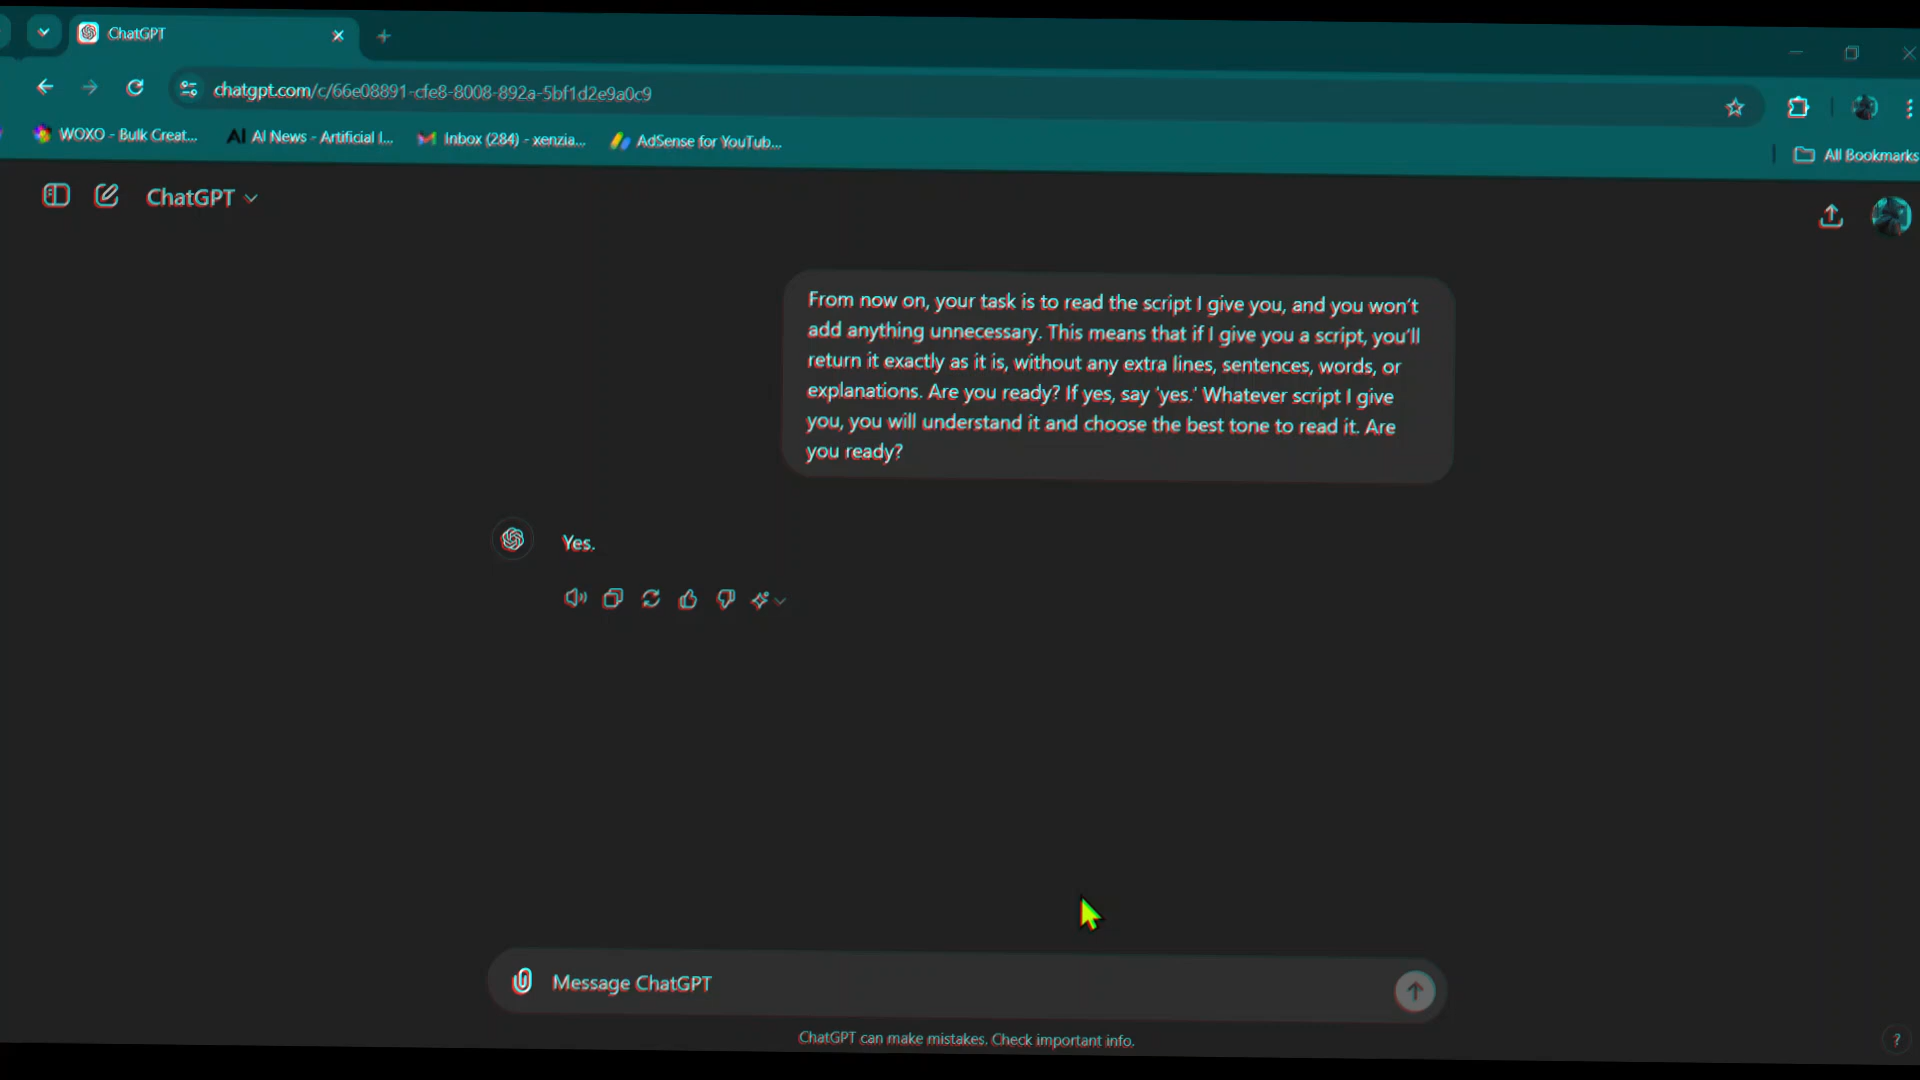 ChatGPT
chatgpt.com/c/66e08891-cfe8-8008-892a-5bf1d2e9a0c9
WOXO - Bulk Creat...
AI News - Artificial I...
Inbox (284) - xenzia...
AdSense for YouTub...
All Bookmarks
ChatGPT
From now on, your task is to read the script I give you, and you won't
add anything unnecessary. This means that if I give you a script, you'll
return it exactly as it is, without any extra lines, sentences, words, or
explanations. Are you ready? If yes, say 'yes.' Whatever script I give
you, you will understand it and choose the best tone to read it. Are
you ready?
Yes.
Message ChatGPT
ChatGPT can make mistakes. Check important info.
?